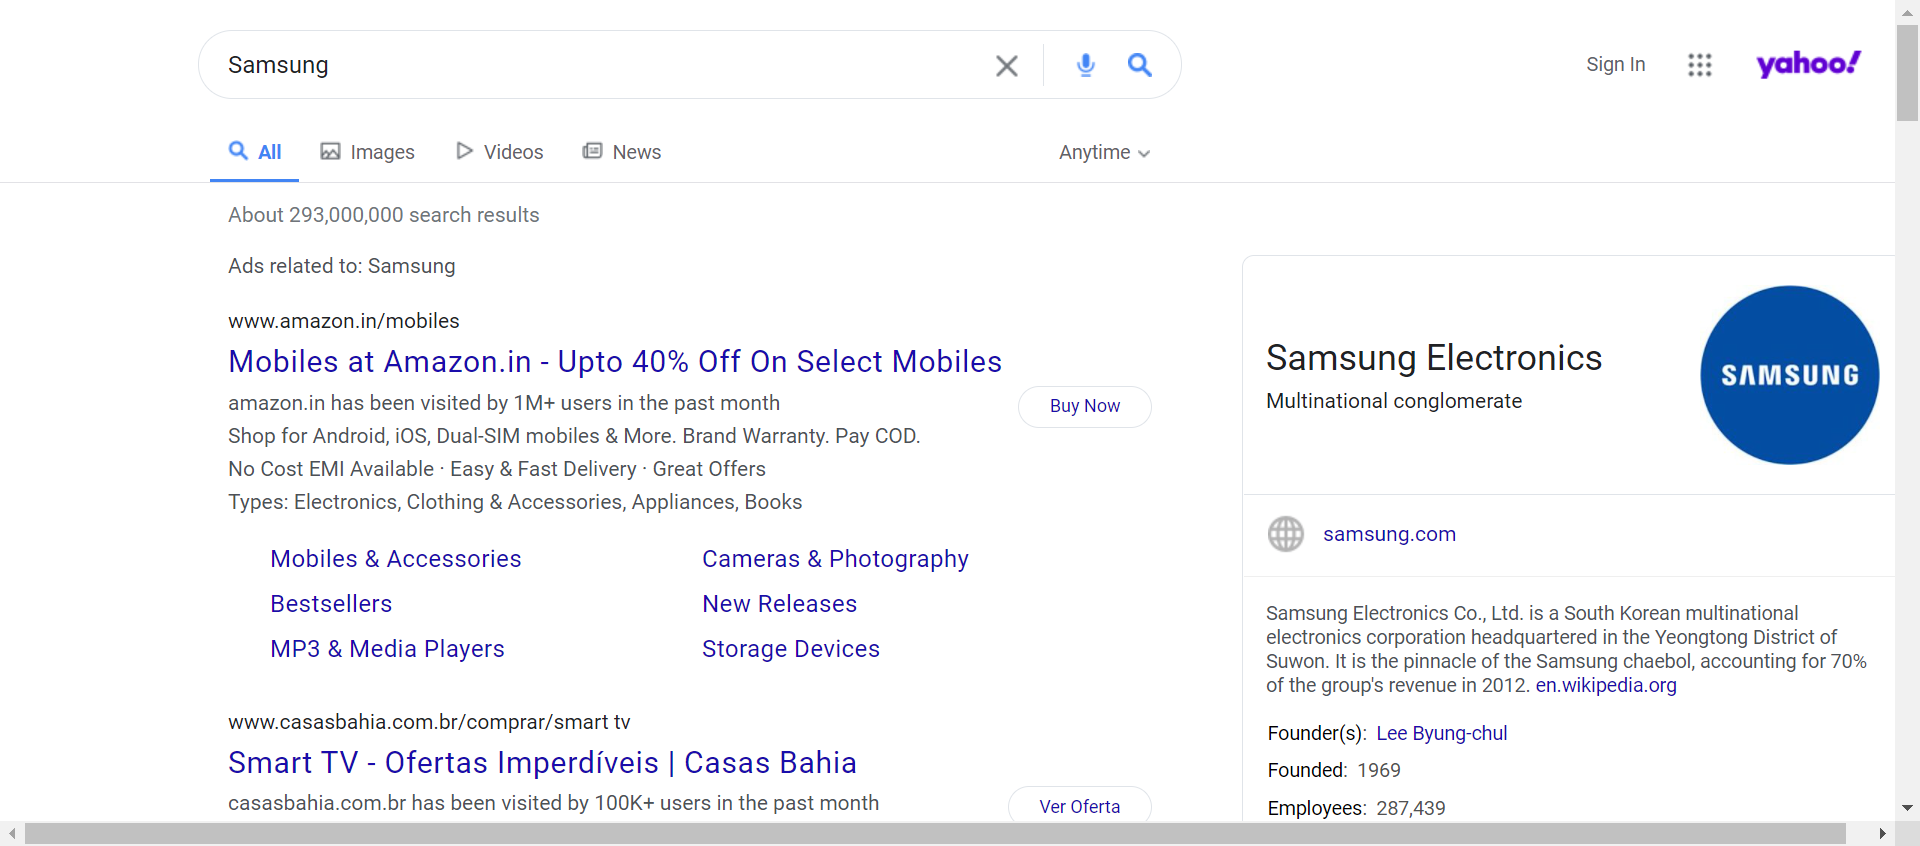 Samsung
Sign In
yahoo!
All
Images
Videos
News
Anytime
About 293,000,000 search results
Ads related to: Samsung
www.amazon.in/mobiles
Mobiles at Amazon.in - Upto 40% Off On Select Mobiles
amazon.in has been visited by 1M+ users in the past month
Buy Now
Shop for Android, iOS, Dual-SIM mobiles & More. Brand Warranty. Pay COD.
No Cost EMI Available · Easy & Fast Delivery · Great Offers
Types: Electronics, Clothing & Accessories, Appliances, Books
Mobiles & Accessories
Cameras & Photography
Bestsellers
New Releases
MP3 & Media Players
Storage Devices
www.casasbahia.com.br/comprar/smart tv
Smart TV - Ofertas Imperdíveis | Casas Bahia
casasbahia.com.br has been visited by 100K+ users in the past month
Ver Oferta
Samsung Electronics
Multinational conglomerate
SAMSUNG
samsung.com
Samsung Electronics Co., Ltd. is a South Korean multinational
electronics corporation headquartered in the Yeongtong District of
Suwon. It is the pinnacle of the Samsung chaebol, accounting for 70%
of the group's revenue in 2012. en.wikipedia.org
Founder(s): Lee Byung-chul
Founded: 1969
Employees: 287,439